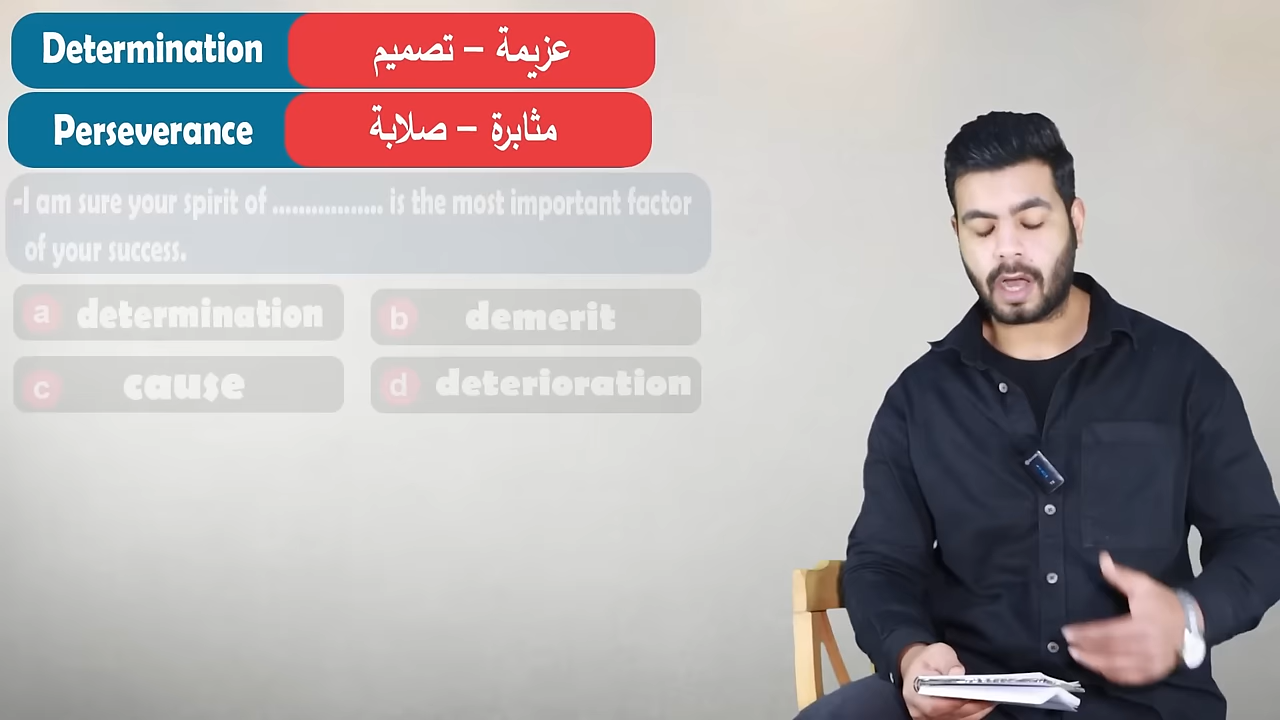 Determination عزيمة – تصميم
Perseverance مثابرة – صلابة
-I am sure your spirit of ................. is the most important factor
of your success.
a determination
b demerit
c cause
d deterioration